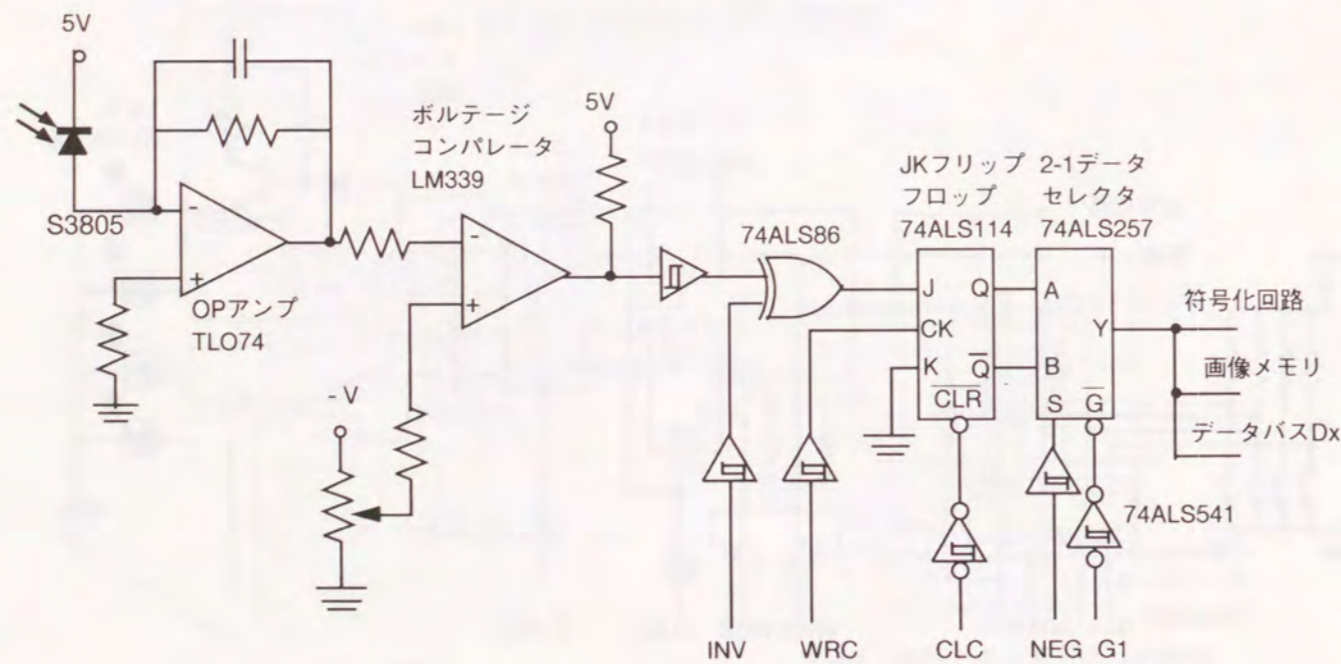 5V
S3805
-
+
OPアンプ
TLO74
ボルテージ
コンパレータ
LM339
-
+
-V
5V
74ALS86
JKフリップ
フロップ
74ALS114
J
Q
CK
K
Q
CLR
2-1データ
セレクタ
74ALS257
A
Y
B
S
G
74ALS541
符号化回路
画像メモリ
データバスDx
INV
WRC
CLC
NEG
G1